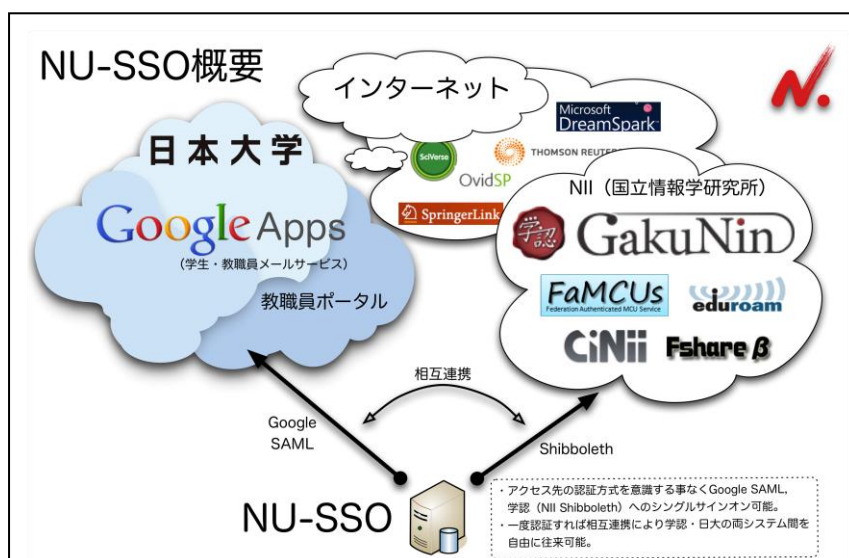 NU-SSO概要
インターネット
Microsoft
DreamSpark
SciVerse
THOMSON REUTE
OvidSP
SpringerLink
日本大学
Google Apps
（学生・教職員メールサービス）
教職員ポータル
NII（国立情報学研究所）
学認
GakuNin
FaMCUs
Federation Authenticated MCU Service
eduroam
CiNii
Fshare β
相互連携
Google
SAML
Shibboleth
NU-SSO
・アクセス先の認証方式を意識する事なくGoogle SAML,
学認（NII Shibboleth）へのシングルサインオン可能。
・一度認証すれば相互連携により学認・日大の両システム間を
自由に往来可能。
N.